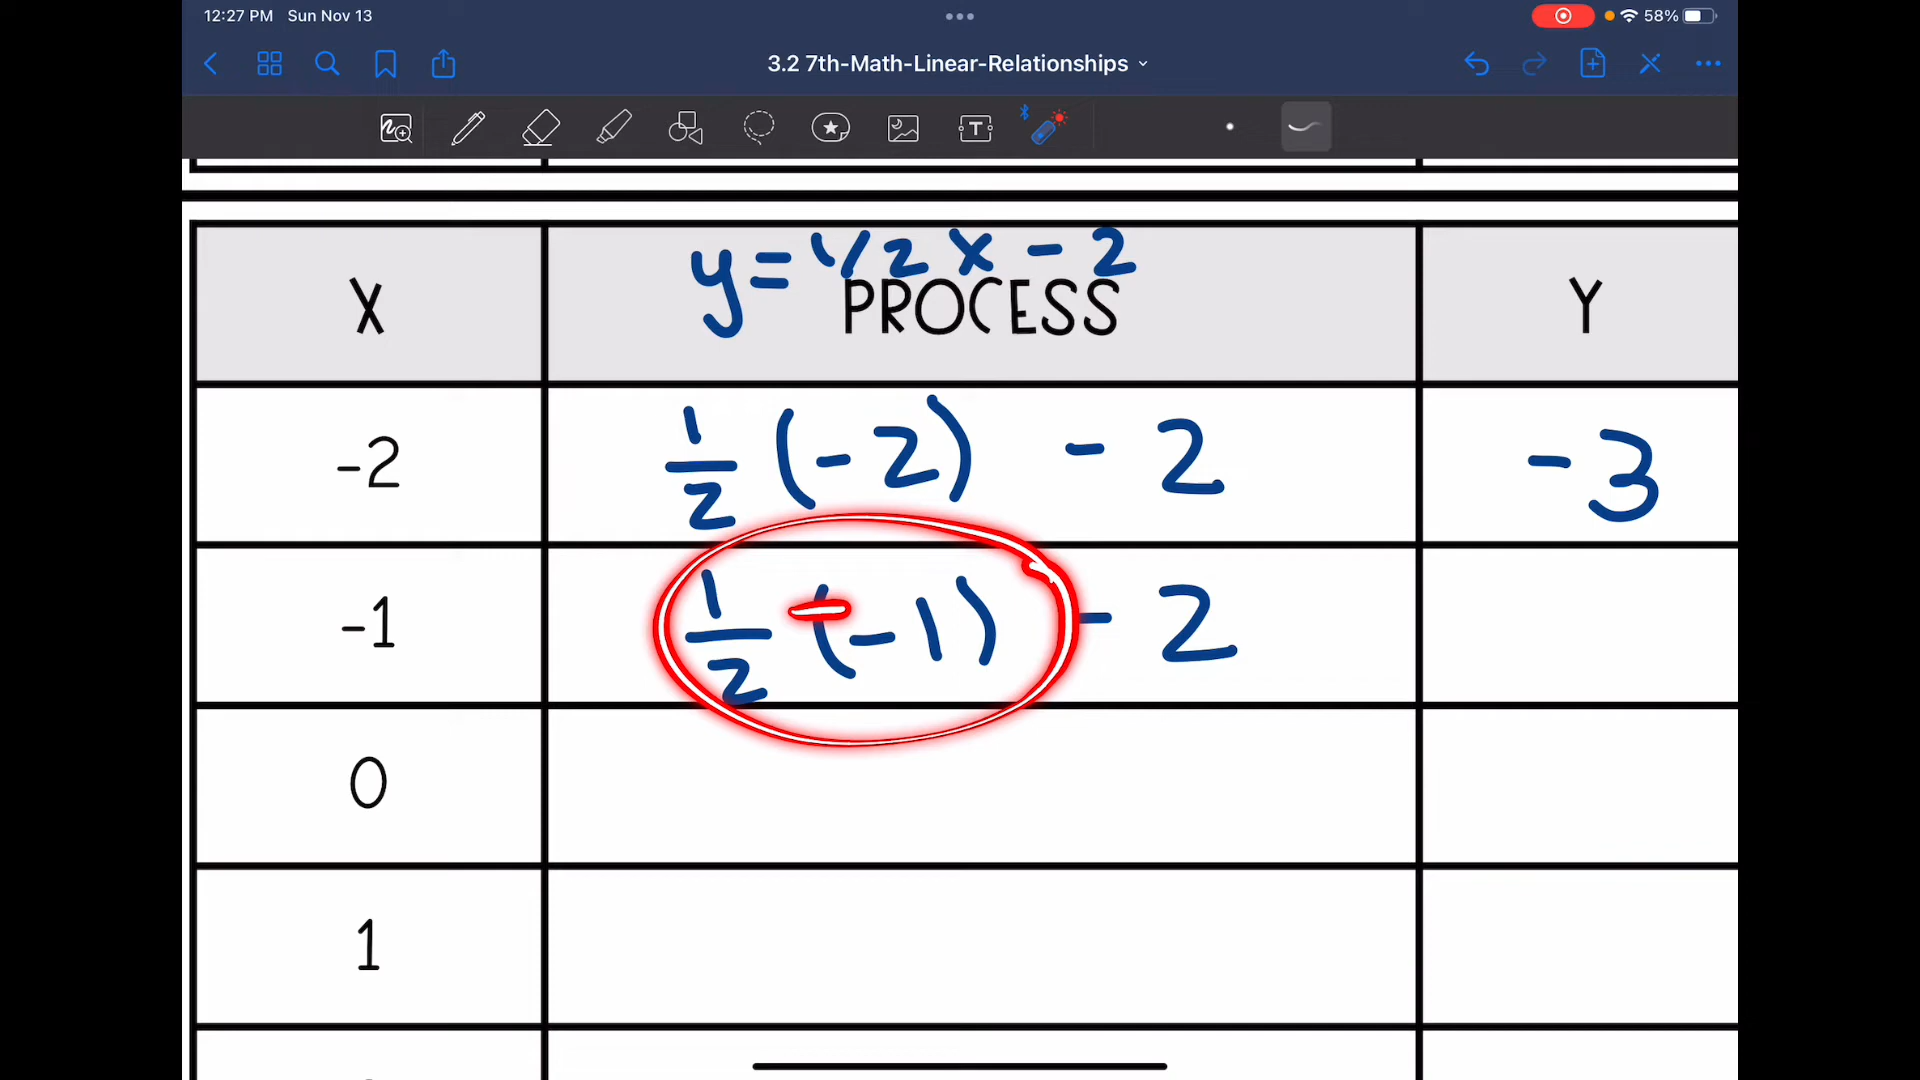 12:27 PM Sun Nov 13
58%
3.2 7th-Math-Linear-Relationships
T
y = 1/2 x - 2
X PROCESS Y
-2 1/2 (-2) - 2 -3
-1 1/2 (-1) - 2
0
1